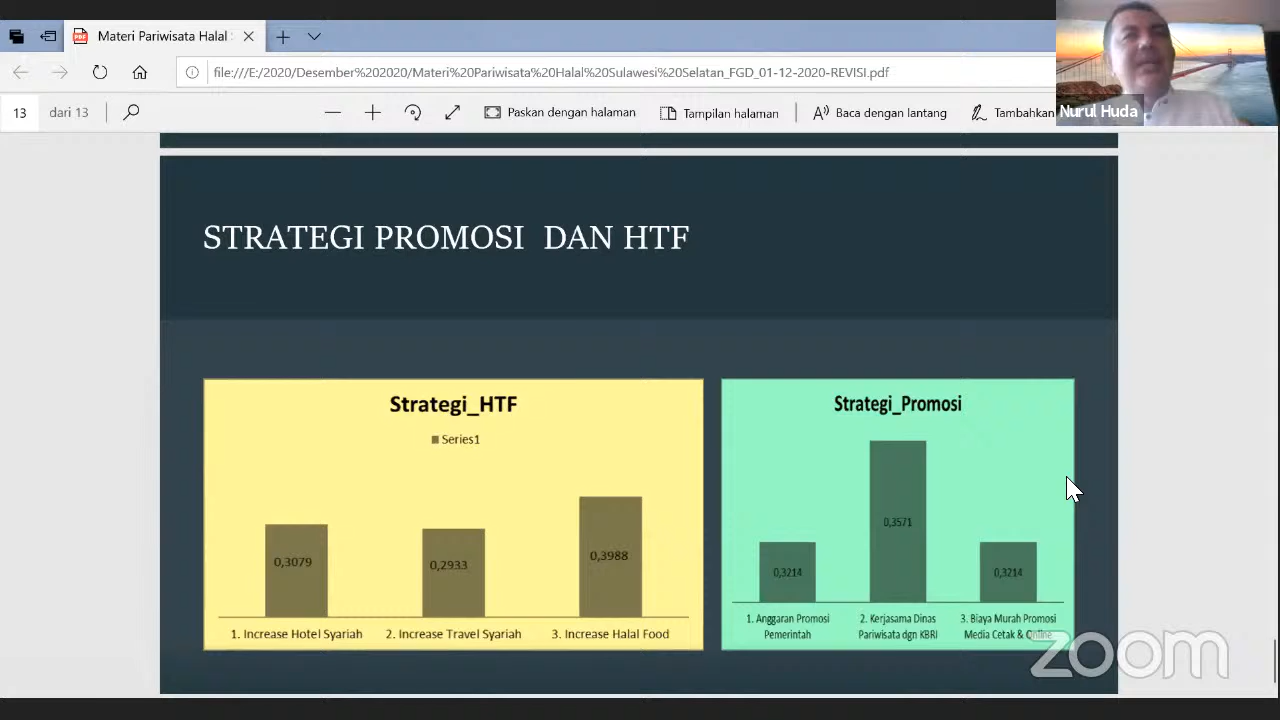 Materi Pariwisata Halal
file:///E:/2020/Desember%202020/Materi%20Pariwisata%20Halal%20Sulawesi%20Selatan_FGD_01-12-2020-REVISI.pdf
13 dari 13
Paskan dengan halaman
Tampilan halaman
Baca dengan lantang
Tambahkan
Nurul Huda
STRATEGI PROMOSI DAN HTF
Strategi_HTF
Series1
0,3079
0,2933
0,3988
1. Increase Hotel Syariah
2. Increase Travel Syariah
3. Increase Halal Food
Strategi_Promosi
0,3214
0,3571
0,3214
1. Anggaran Promosi
Pemerintah
2. Kerjasama Dinas
Pariwisata dgn KBRI
3. Biaya Murah Promosi
Media Cetak & Online
zoom